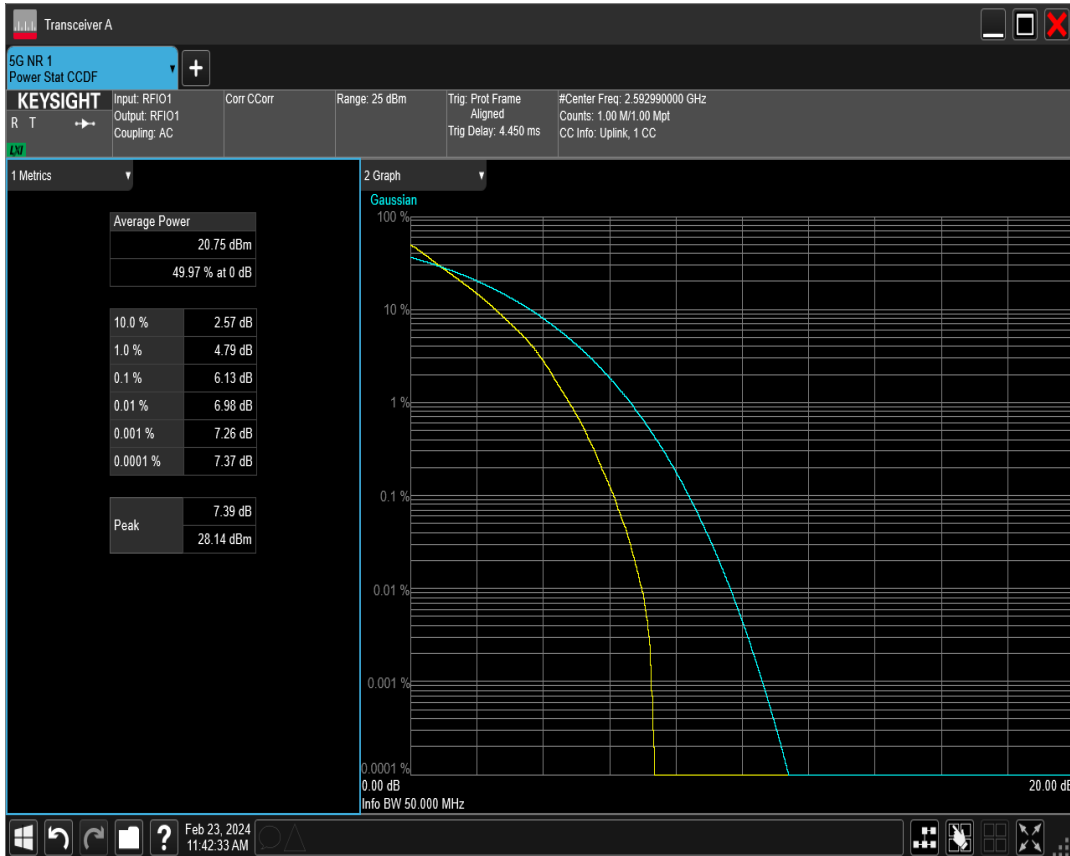 Transceiver A
5G NR 1
Power Stat CCDF
KEYSIGHT
R T
LXI
Input: RFIO1
Output: RFIO1
Coupling: AC
Corr CCorr
Range: 25 dBm
Trig: Prot Frame
Aligned
Trig Delay: 4.450 ms
#Center Freq: 2.592990000 GHz
Counts: 1.00 M/1.00 Mpt
CC Info: Uplink, 1 CC
1 Metrics
Average Power
20.75 dBm
49.97 % at 0 dB
10.0 % 2.57 dB
1.0 % 4.79 dB
0.1 % 6.13 dB
0.01 % 6.98 dB
0.001 % 7.26 dB
0.0001 % 7.37 dB
Peak 7.39 dB
28.14 dBm
2 Graph
Gaussian
100 %
10 %
1 %
0.1 %
0.01 %
0.001 %
0.0001 %
0.00 dB 20.00 dB
Info BW 50.000 MHz
? Feb 23, 2024
11:42:33 AM